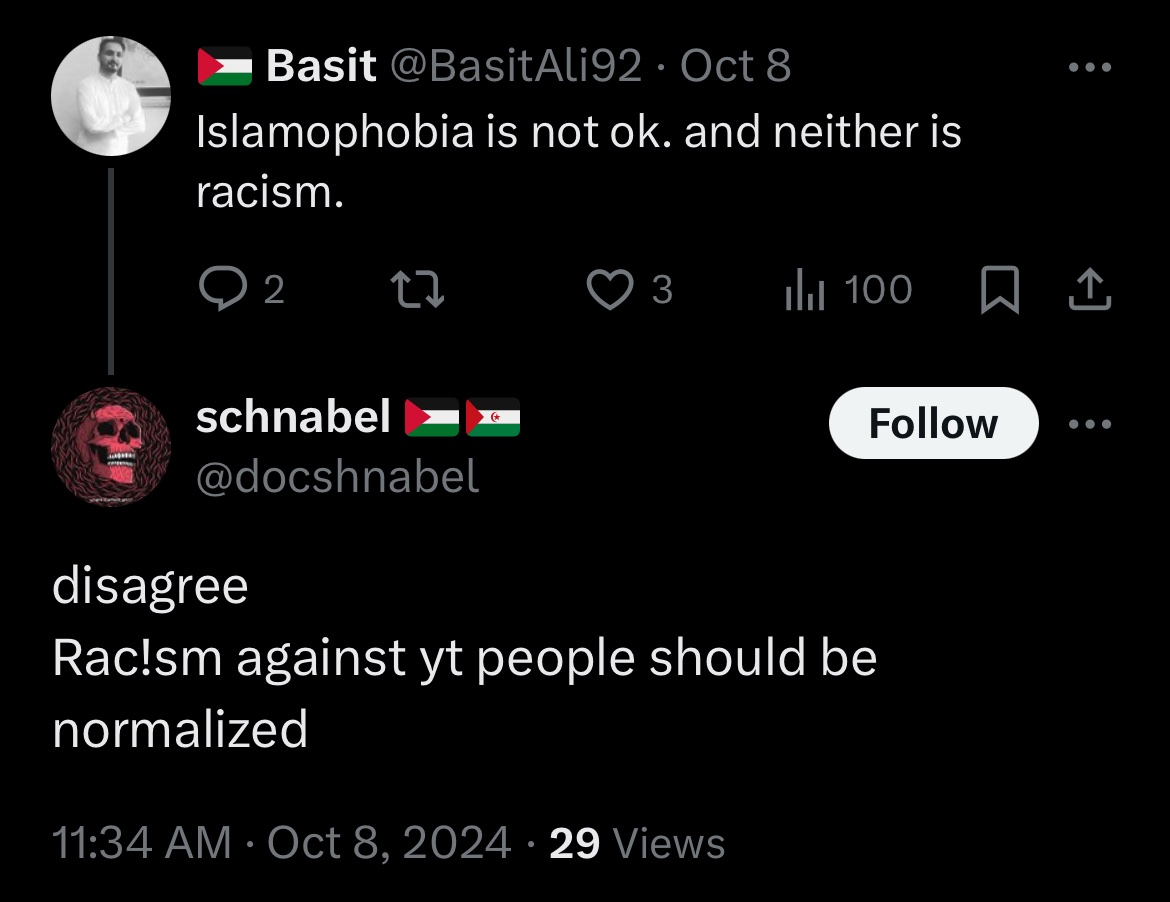 🇵🇸 Basit @BasitAli92 · Oct 8
Islamophobia is not ok. and neither is
racism.
2 3 100
schnabel 🇵🇸🇪🇭
Follow
@docshnabel
disagree
Rac!sm against yt people should be
normalized
11:34 AM · Oct 8, 2024 · 29 Views